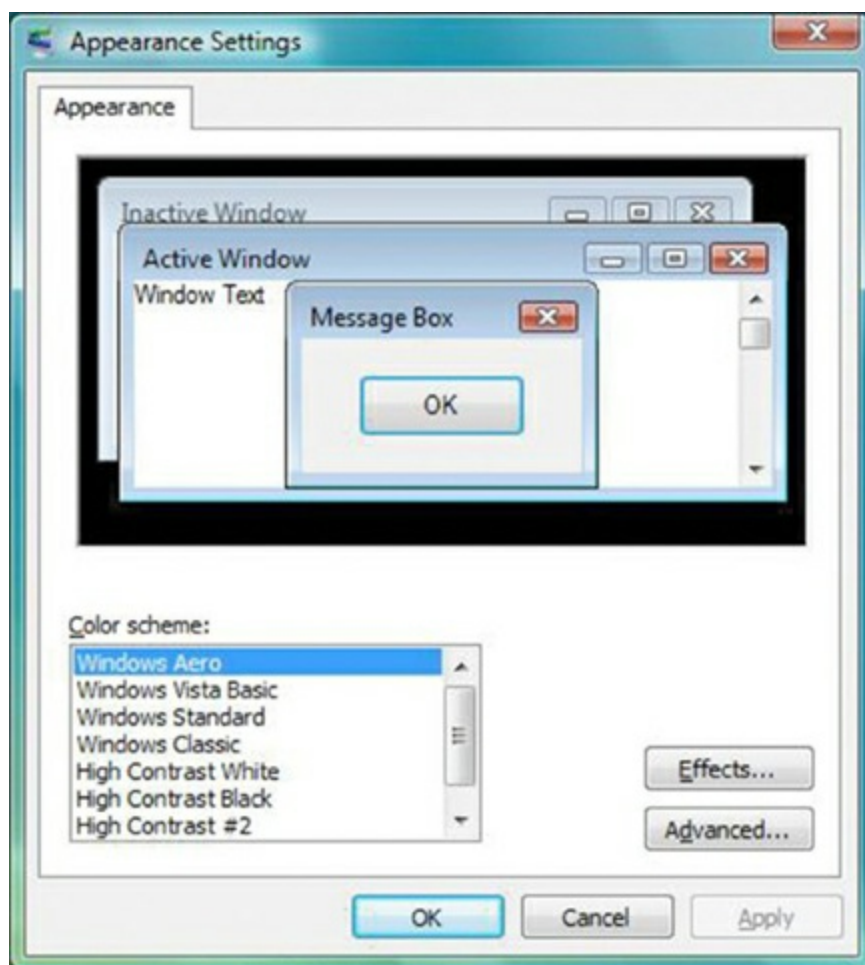 Appearance Settings
Appearance
Inactive Window
Active Window
Window Text
Message Box
OK
Color scheme:
Windows Aero
Windows Vista Basic
Windows Standard
Windows Classic
High Contrast White
High Contrast Black
High Contrast #2
Effects...
Advanced...
OK Cancel Apply